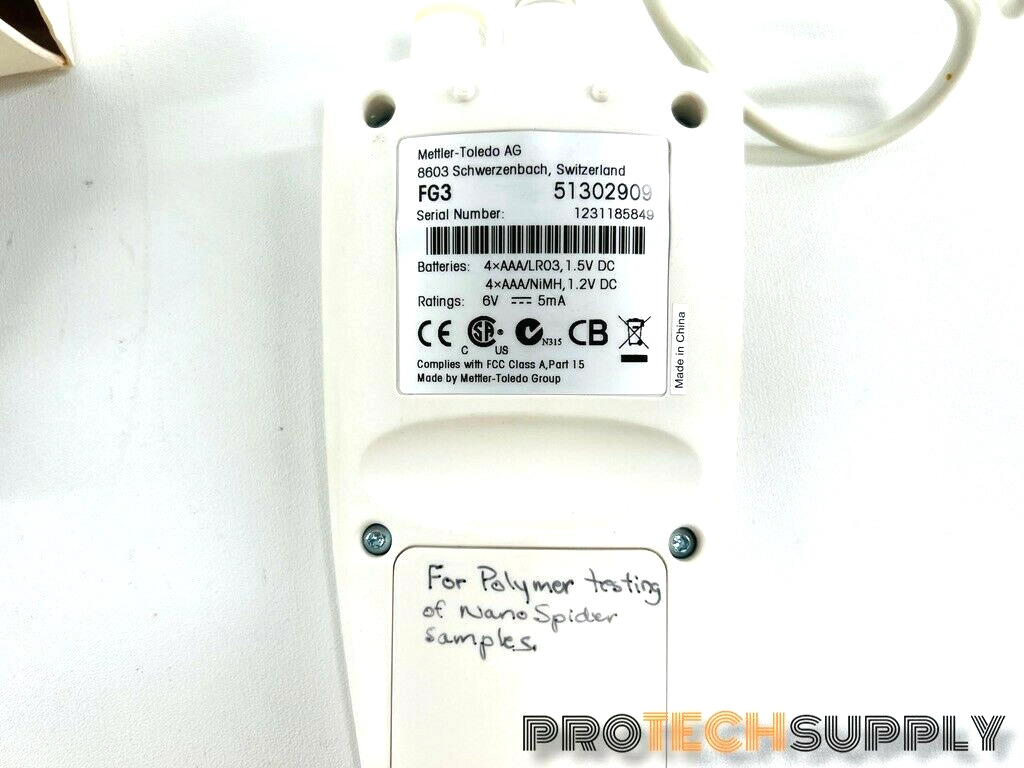 Mettler-Toledo AG
8603 Schwerzenbach, Switzerland
FG3 51302909
Serial Number: 1231185849
Batteries: 4×AAA/LR03, 1.5V DC
4×AAA/NiMH, 1.2V DC
Ratings: 6V 5mA
CE C SA US N315 CB
Complies with FCC Class A, Part 15
Made by Mettler-Toledo Group
Made in China
For Polymer testing
of NanoSpider
samples.
PROTECHSUPPLY